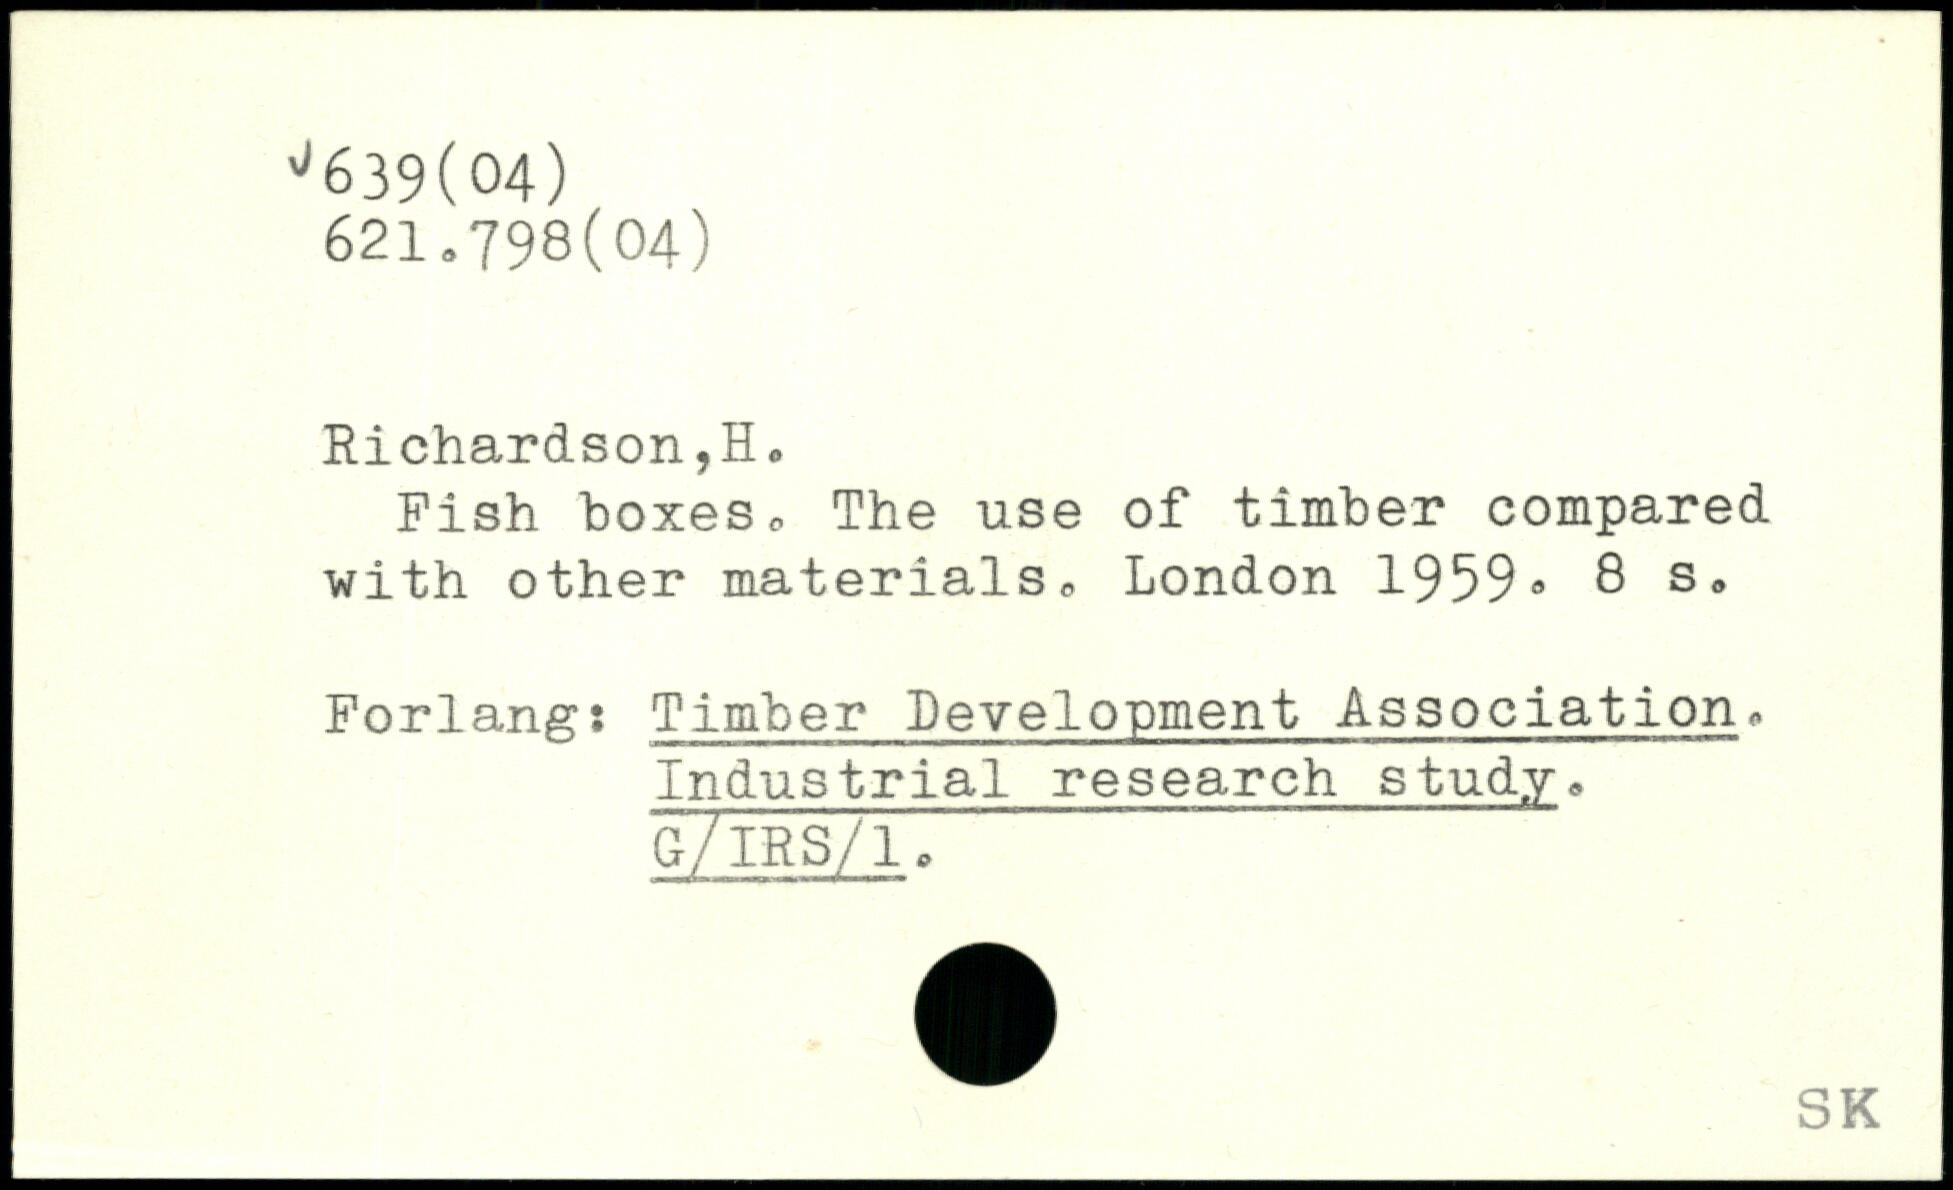 639(04)
621.798(04)
Richardson,H.
Fish boxes. The use of timber compared
with other materials. London 1959. 8 s.
Forlang: Timber Development Association.
Industrial research study.
G/IRS/1.
SK